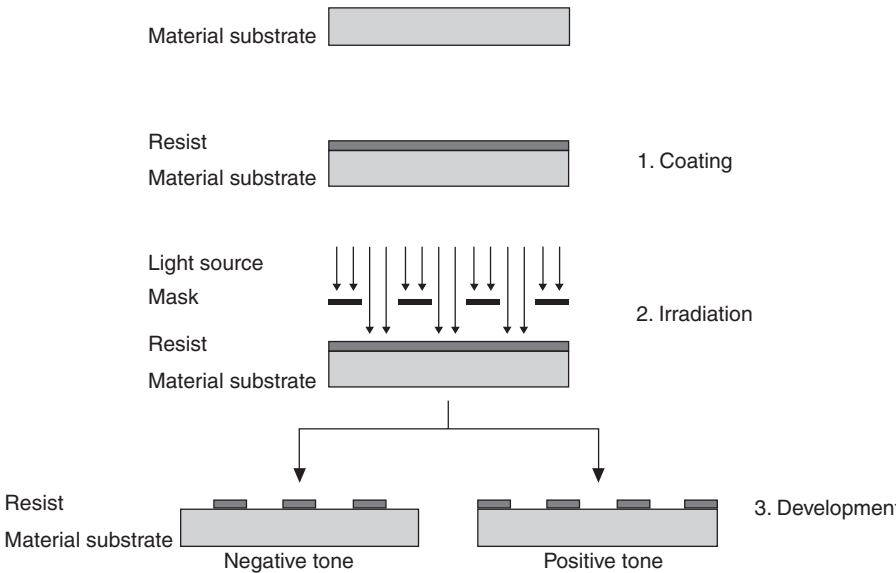 Material substrate
Resist
Material substrate
1. Coating
Light source
Mask
Resist
Material substrate
2. Irradiation
Resist
Material substrate
Negative tone
Positive tone
3. Development